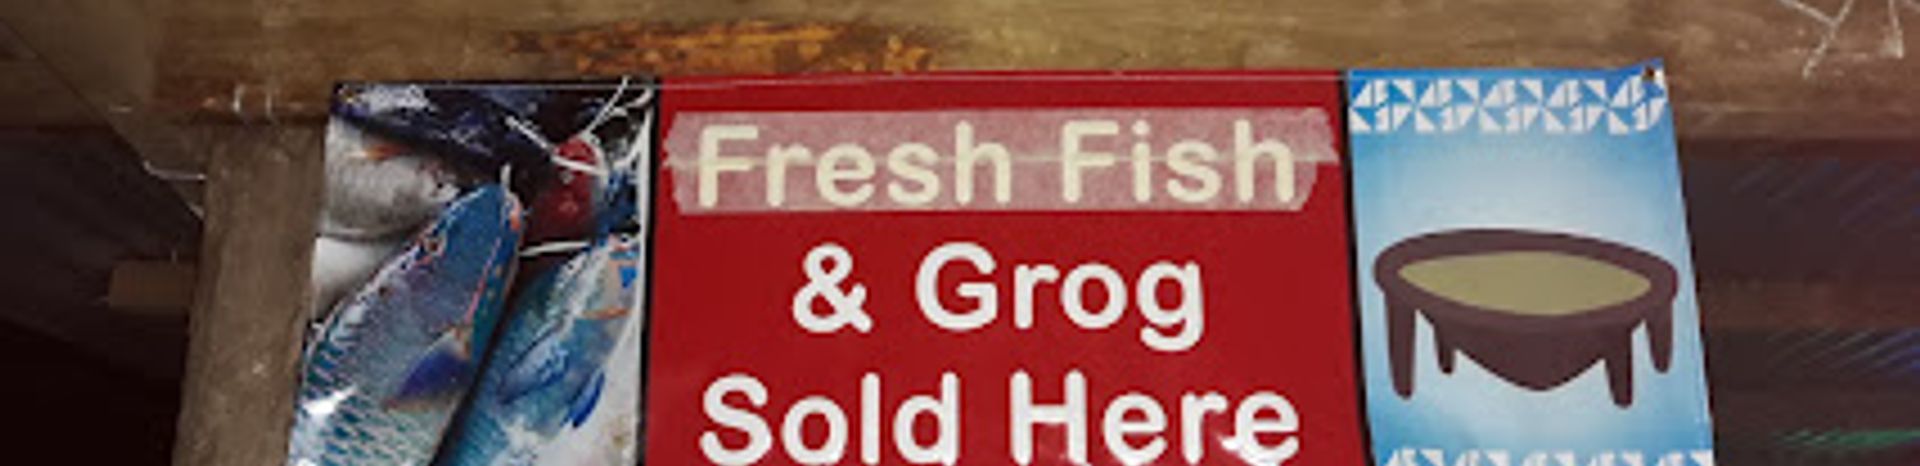 Fresh Fish
& Grog
Sold Here